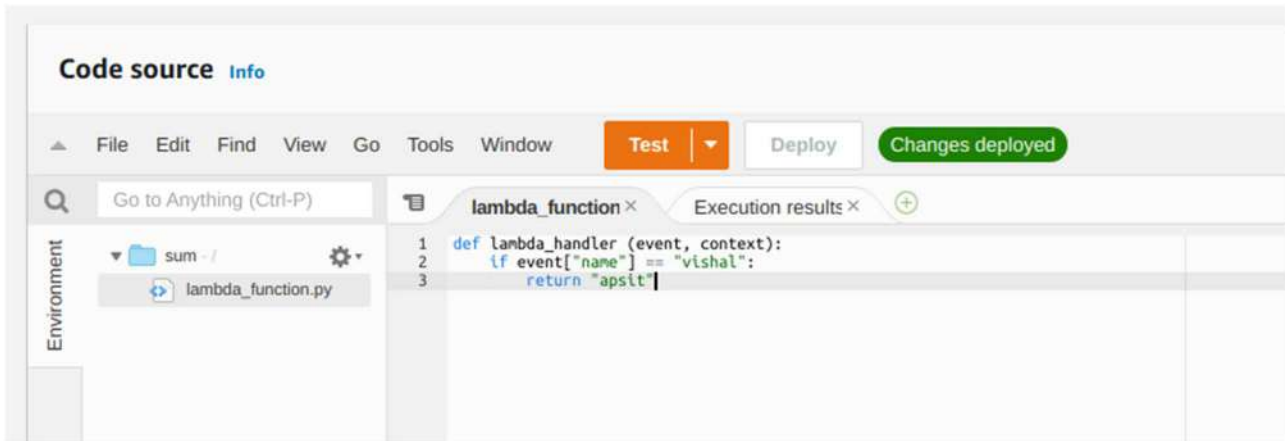 Code source Info
File Edit Find View Go Tools Window Test Deploy Changes deployed
Go to Anything (Ctrl-P) lambda_function × Execution results ×
Environment
sum - /
lambda_function.py
1 def lambda_handler (event, context):
2 if event["name"] == "vishal":
3 return "apsit"